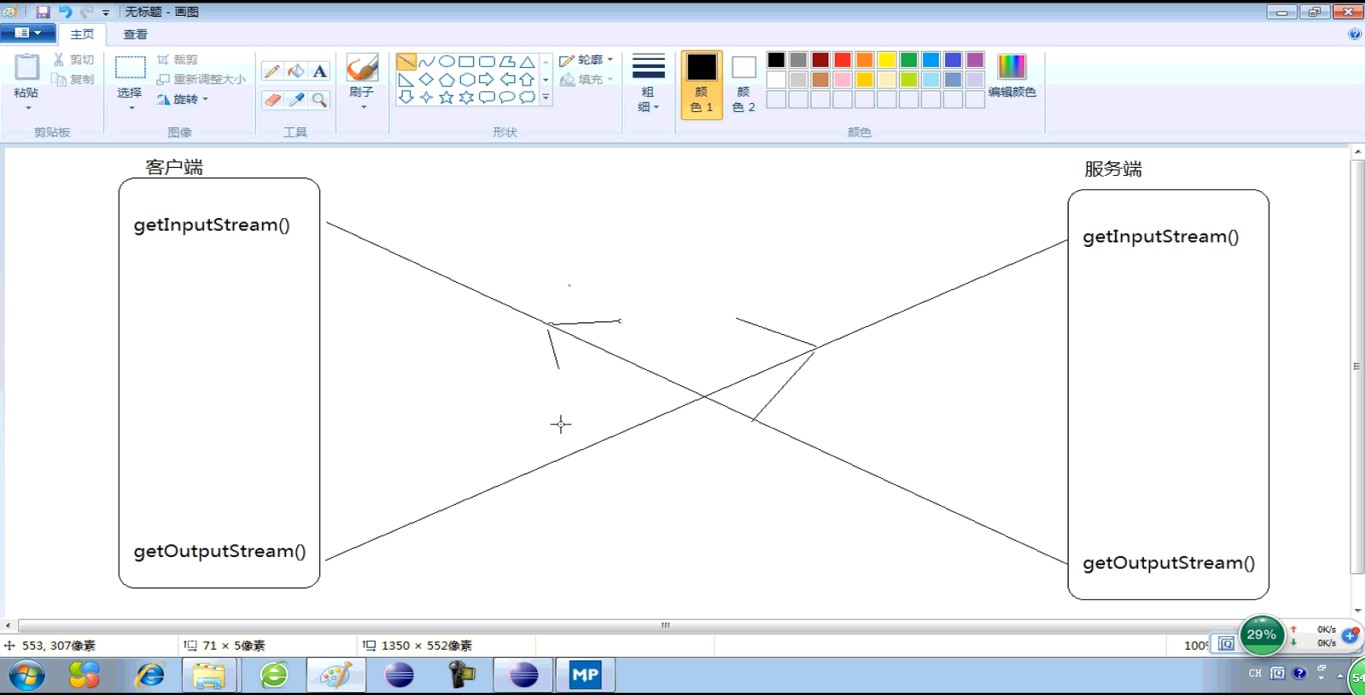 无标题 - 画图
主页
查看
粘贴
剪切
复制
剪贴板
选择
裁剪
重新调整大小
旋转
图像
A
工具
刷子
形状
轮廓
填充
粗
细
颜
色 1
颜
色 2
编辑颜色
颜色
客户端
服务端
getInputStream()
getInputStream()
getOutputStream()
getOutputStream()
553, 307像素
71 × 5像素
1350 × 552像素
100%
29%
0K/s
0K/s
MP
CH
54